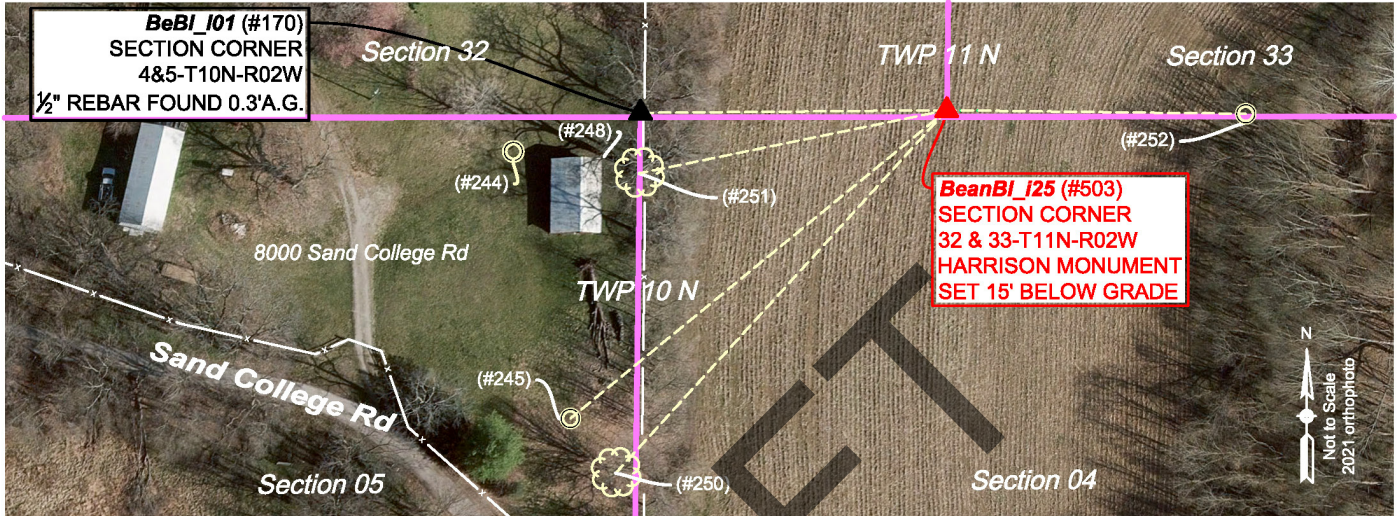 BeBl_I01 (#170)
SECTION CORNER
4&5-T10N-R02W
½" REBAR FOUND 0.3'A.G.
Section 32
TWP 11 N
Section 33
(#248)
(#244)
(#251)
(#252)
BeanBl_i25 (#503)
SECTION CORNER
32 & 33-T11N-R02W
HARRISON MONUMENT
SET 15' BELOW GRADE
8000 Sand College Rd
TWP 10 N
Sand College Rd
(#245)
(#250)
Section 05
Section 04
ET
N
Not to Scale
2021 orthophoto